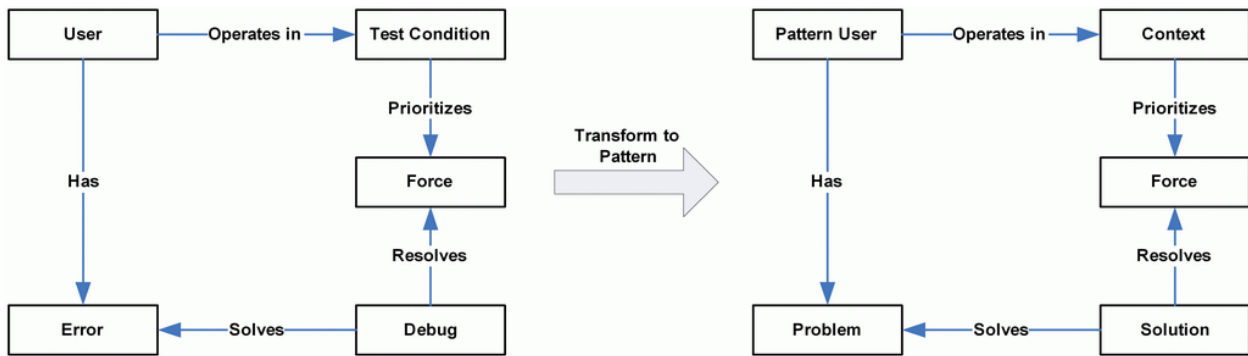 User
Operates in
Test Condition
Prioritizes
Has
Force
Resolves
Error
Solves
Debug
Transform to
Pattern
Pattern User
Operates in
Context
Prioritizes
Has
Force
Resolves
Problem
Solves
Solution